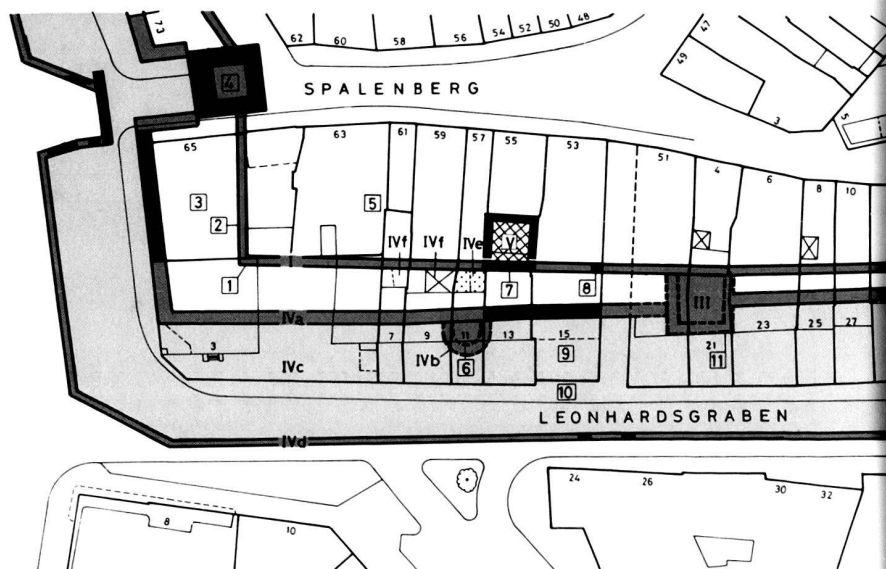 73
62 60 58 56 54 52 50 48
47
49
3
5
4
SPALENBERG
65 63 61 59 57 55 53 51 4 6 8 10
3
2
5
IVf IVf IVe V
1
I
7
8
III
IVa
3
7 9 11 13 15 21 23 25 27
IVb
IVc
6
9
11
10
LEONHARDSGRABEN
IVd
24 26 30 32
8
10